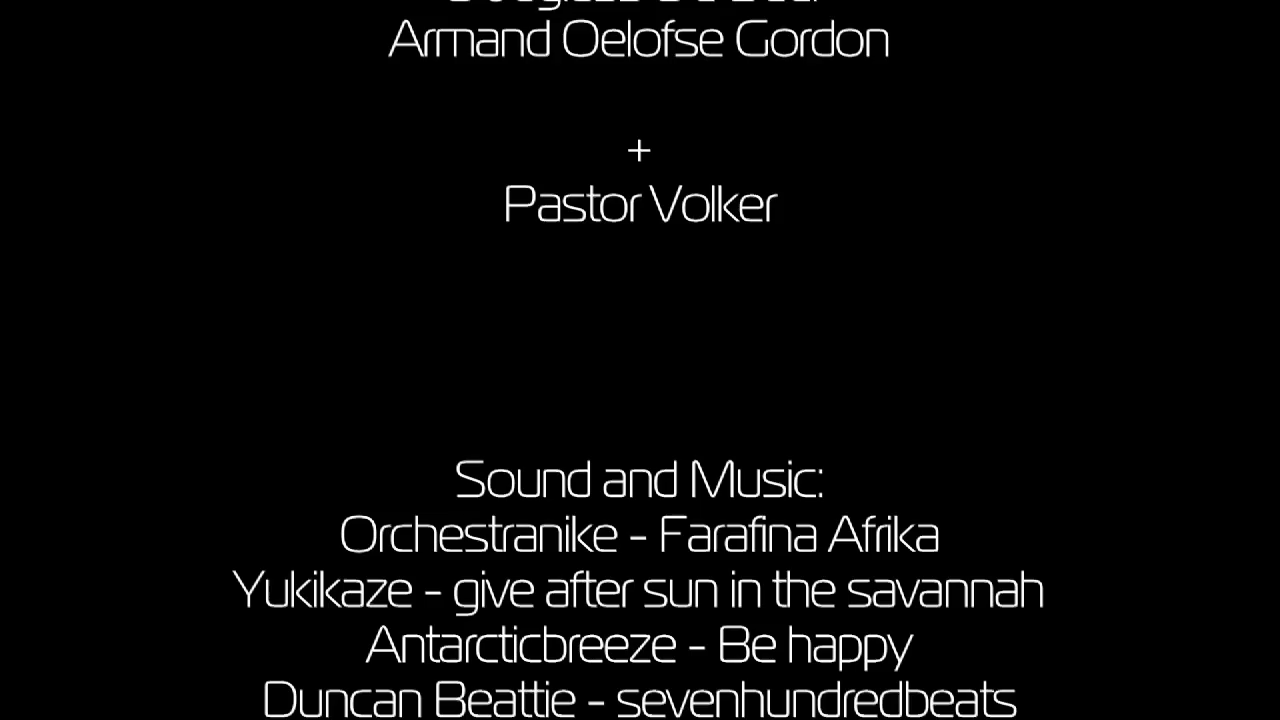 Armand Oelofse Gordon
+
Pastor Volker
Sound and Music:
Orchestranike - Farafina Afrika
Yukikaze - give after sun in the savannah
Antarcticbreeze - Be happy
Duncan Beattie - sevenhundredbeats